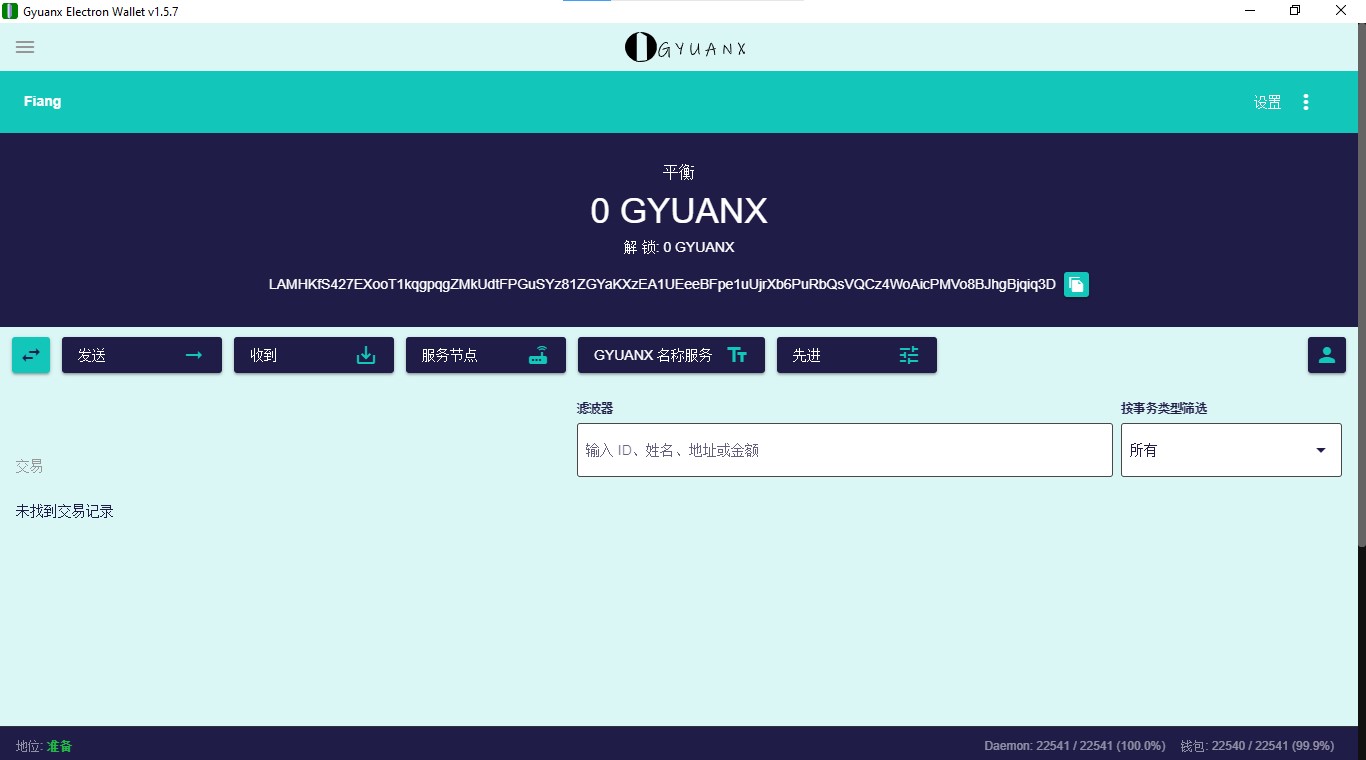 Gyuanx Electron Wallet v1.5.7
GYUANX
Fiang
设置
平衡
0 GYUANX
解 锁: 0 GYUANX
LAMHKfS427EXooT1kqgpqgZMkUdtFPGuSYz81ZGYaKXzEA1UEeeBFpe1uUjrXb6PuRbQsVQCz4WoAicPMVo8BJhgBjqiq3D
发送
收到
服务节点
GYUANX 名称服务
先进
滤波器
按事务类型筛选
输入 ID、姓名、地址或金额
所有
交易
未找到交易记录
地位: 准备
Daemon: 22541 / 22541 (100.0%)
钱包: 22540 / 22541 (99.9%)